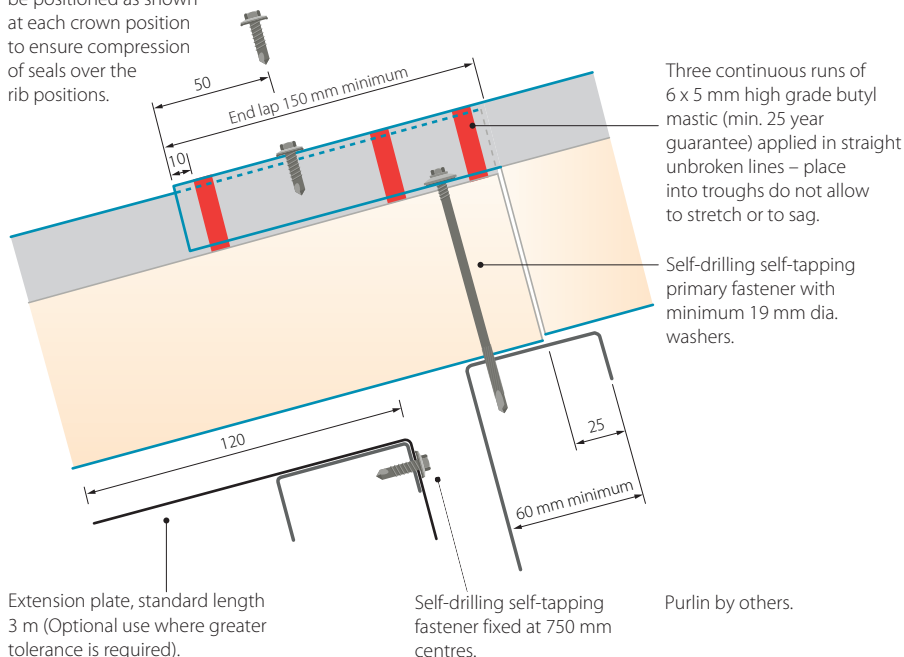 be positioned as shown
at each crown position
to ensure compression
of seals over the
rib positions.
50
End lap 150 mm minimum
10
Three continuous runs of
6 x 5 mm high grade butyl
mastic (min. 25 year
guarantee) applied in straight
unbroken lines – place
into troughs do not allow
to stretch or to sag.
Self-drilling self-tapping
primary fastener with
minimum 19 mm dia.
washers.
120
25
60 mm minimum
Extension plate, standard length
3 m (Optional use where greater
tolerance is required).
Self-drilling self-tapping
fastener fixed at 750 mm
centres.
Purlin by others.